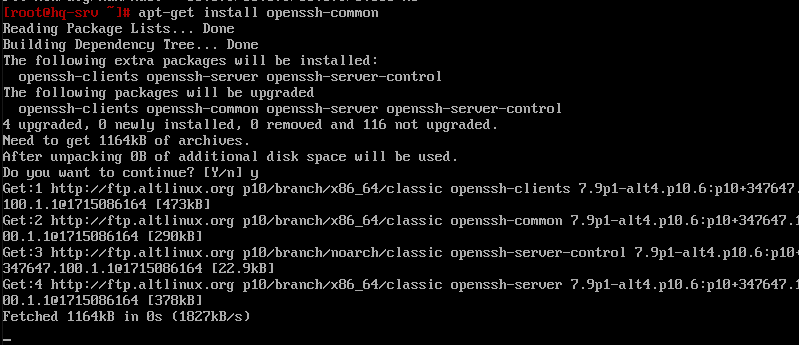 [root@hq-srv ~]# apt-get install openssh-common
Reading Package Lists... Done
Building Dependency Tree... Done
The following extra packages will be installed:
  openssh-clients openssh-server openssh-server-control
The following packages will be upgraded
  openssh-clients openssh-common openssh-server openssh-server-control
4 upgraded, 0 newly installed, 0 removed and 116 not upgraded.
Need to get 1164kB of archives.
After unpacking 0B of additional disk space will be used.
Do you want to continue? [Y/n] y
Get:1 http://ftp.altlinux.org p10/branch/x86_64/classic openssh-clients 7.9p1-alt4.p10.6:p10+347647.
100.1.1@1715086164 [473kB]
Get:2 http://ftp.altlinux.org p10/branch/x86_64/classic openssh-common 7.9p1-alt4.p10.6:p10+347647.1
00.1.1@1715086164 [290kB]
Get:3 http://ftp.altlinux.org p10/branch/noarch/classic openssh-server-control 7.9p1-alt4.p10.6:p10+
347647.100.1.1@1715086164 [22.9kB]
Get:4 http://ftp.altlinux.org p10/branch/x86_64/classic openssh-server 7.9p1-alt4.p10.6:p10+347647.1
00.1.1@1715086164 [378kB]
Fetched 1164kB in 0s (1827kB/s)